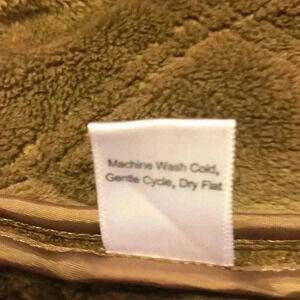 Machine Wash Cold,
Gentle Cycle, Dry Flat